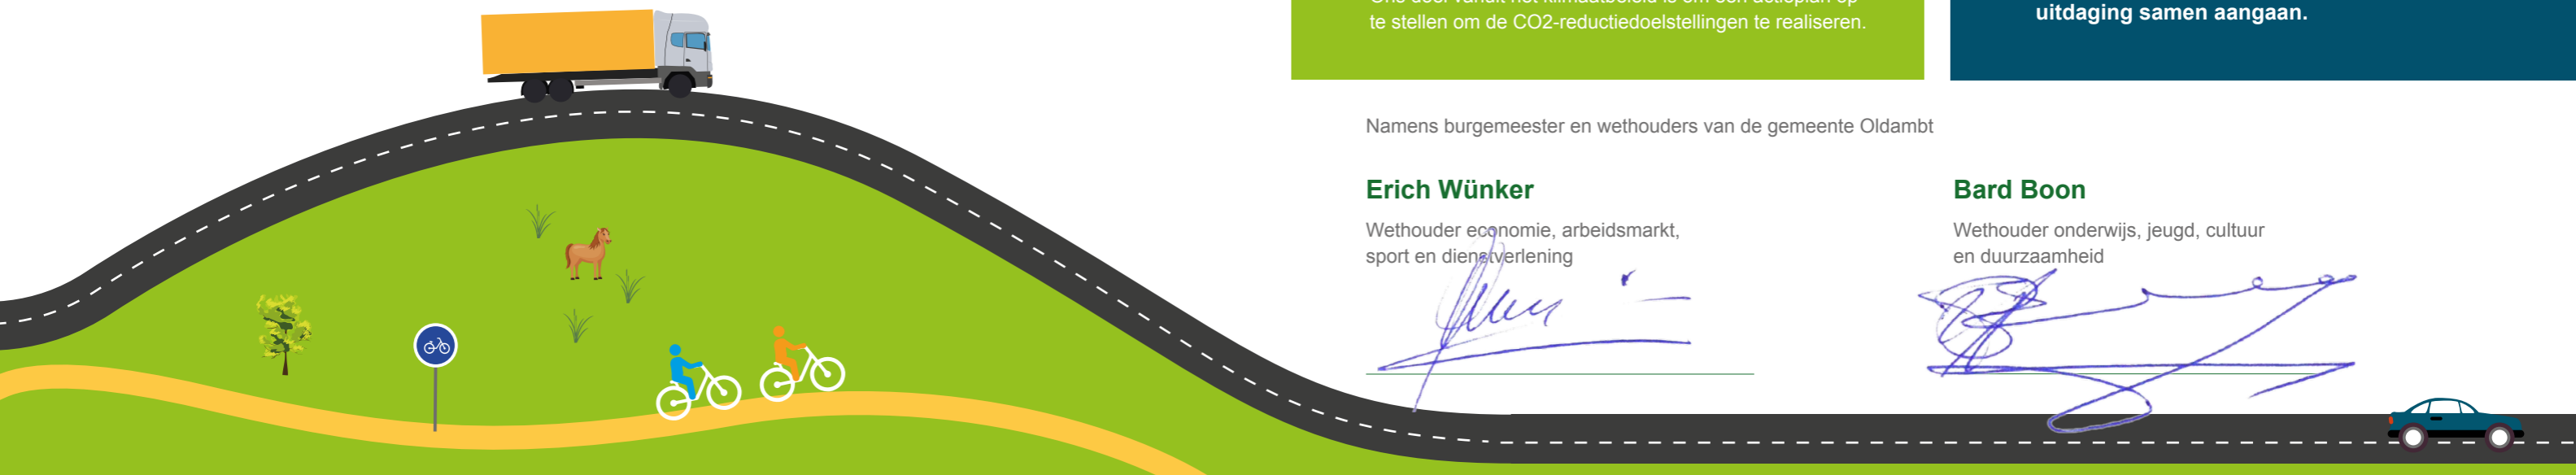 te stellen om de CO2-reductiedoelstellingen te realiseren.
uitdaging samen aangaan.
Namens burgemeester en wethouders van de gemeente Oldambt
Erich Wünker
Wethouder economie, arbeidsmarkt,
sport en dienstverlening
Bard Boon
Wethouder onderwijs, jeugd, cultuur
en duurzaamheid